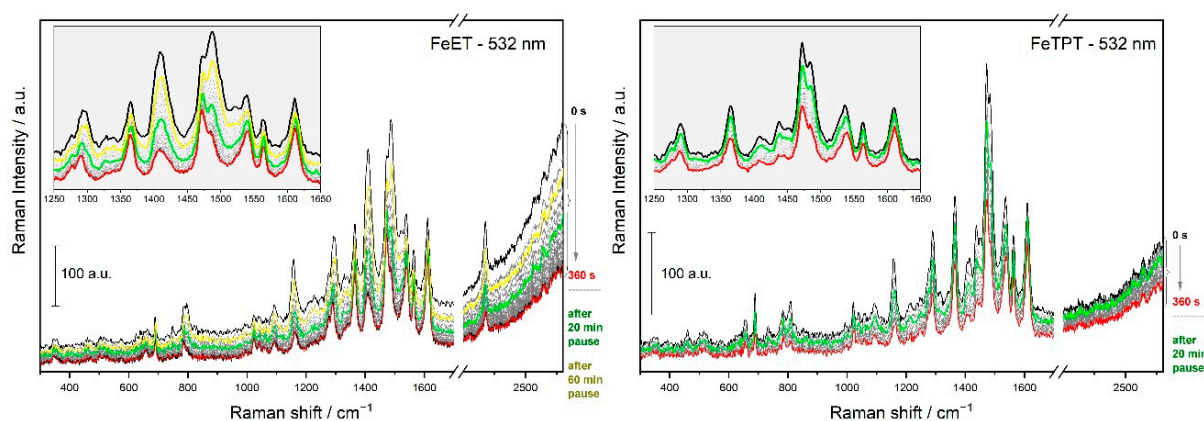 FeET - 532 nm
1250 1300 1350 1400 1450 1500 1550 1600 1650
Raman Intensity / a.u.
100 a.u.
0 s
360 s
after
20 min
pause
after
60 min
pause
400 600 800 1000 1200 1400 1600 2500
Raman shift / cm⁻¹
FeTPT - 532 nm
1250 1300 1350 1400 1450 1500 1550 1600 1650
Raman Intensity / a.u.
100 a.u.
0 s
360 s
after
20 min
pause
400 600 800 1000 1200 1400 1600 2500
Raman shift / cm⁻¹